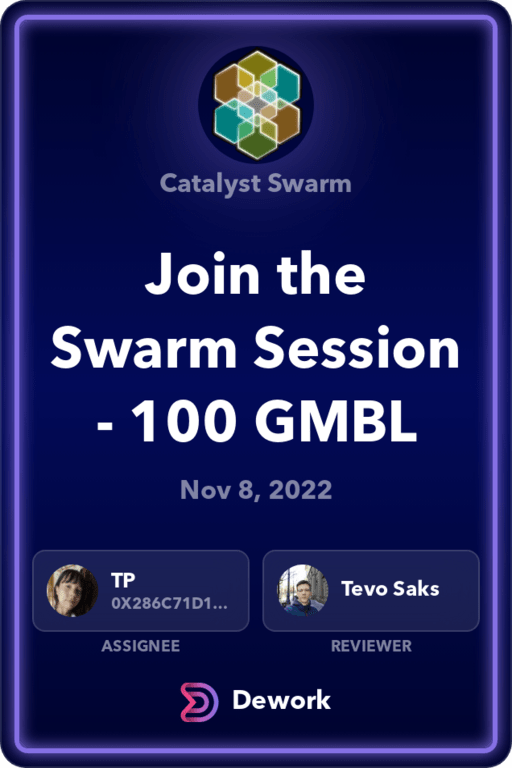 Catalyst Swarm
Join the
Swarm Session
- 100 GMBL
Nov 8, 2022
TP
0X286C71D1...
ASSIGNEE
Tevo Saks
REVIEWER
Dework